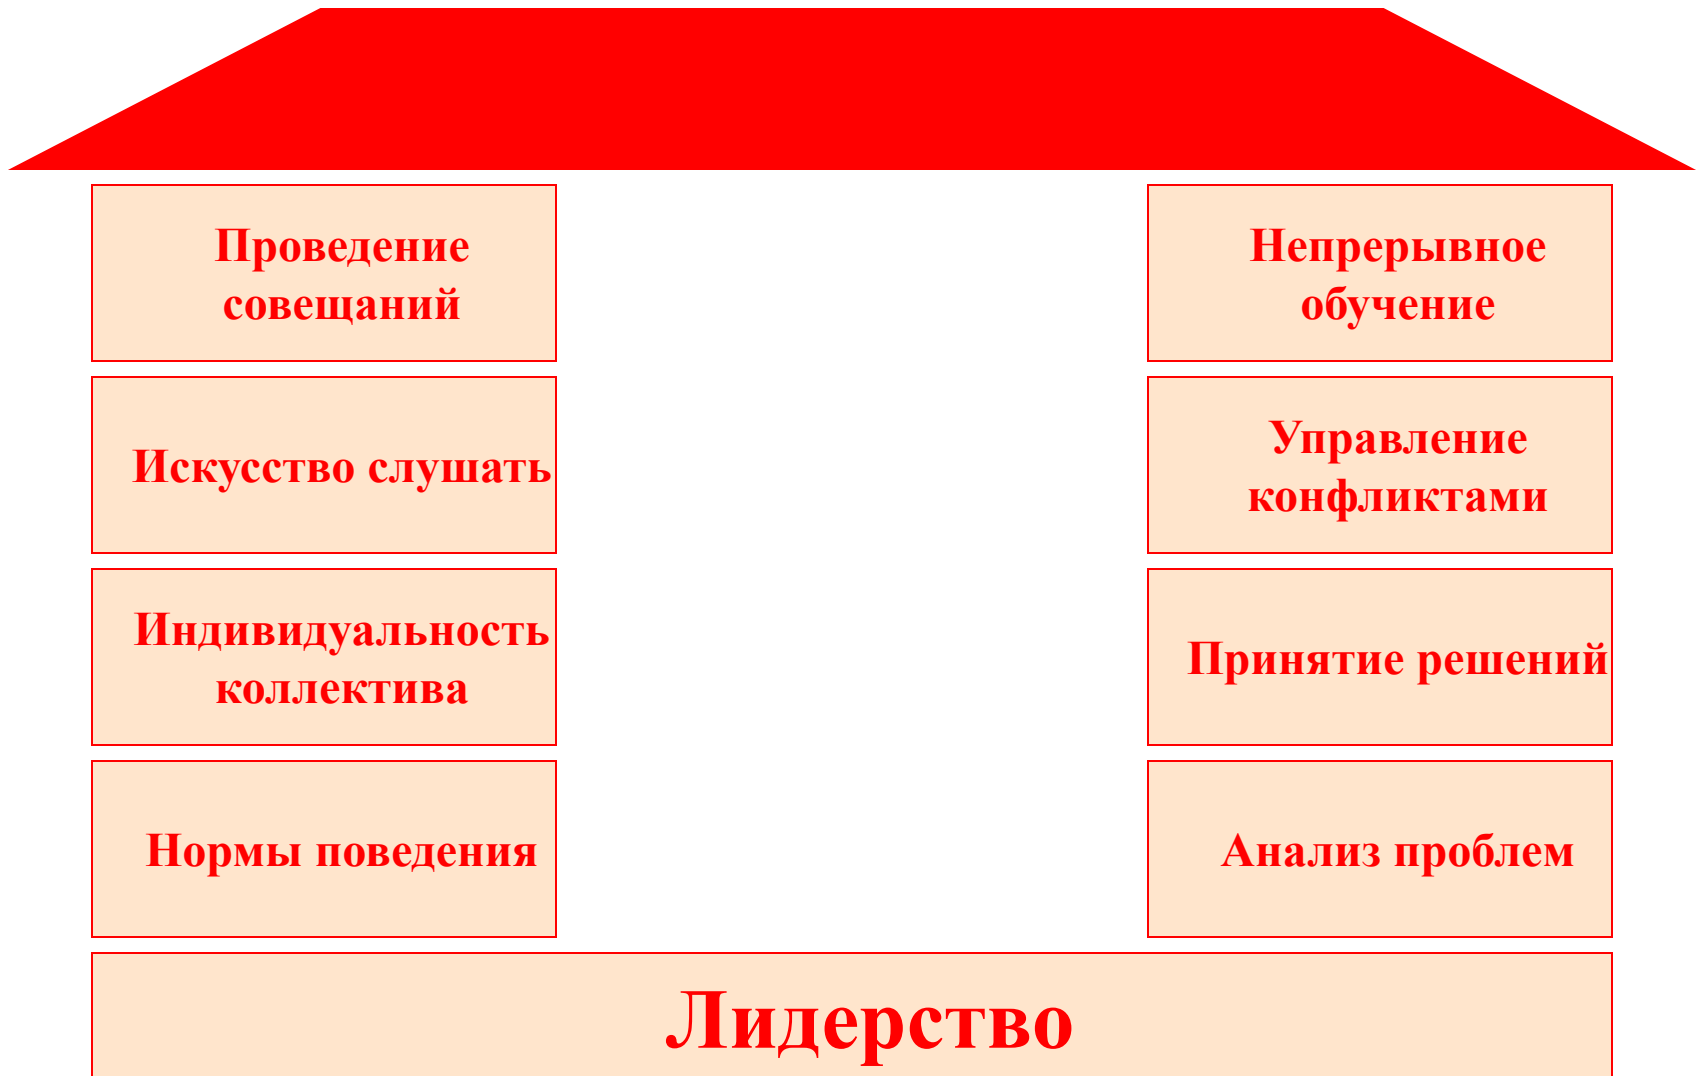 Проведение
совещаний
Непрерывное
обучение
Искусство слушать
Управление
конфликтами
Индивидуальность
коллектива
Принятие решений
Нормы поведения
Анализ проблем
Лидерство